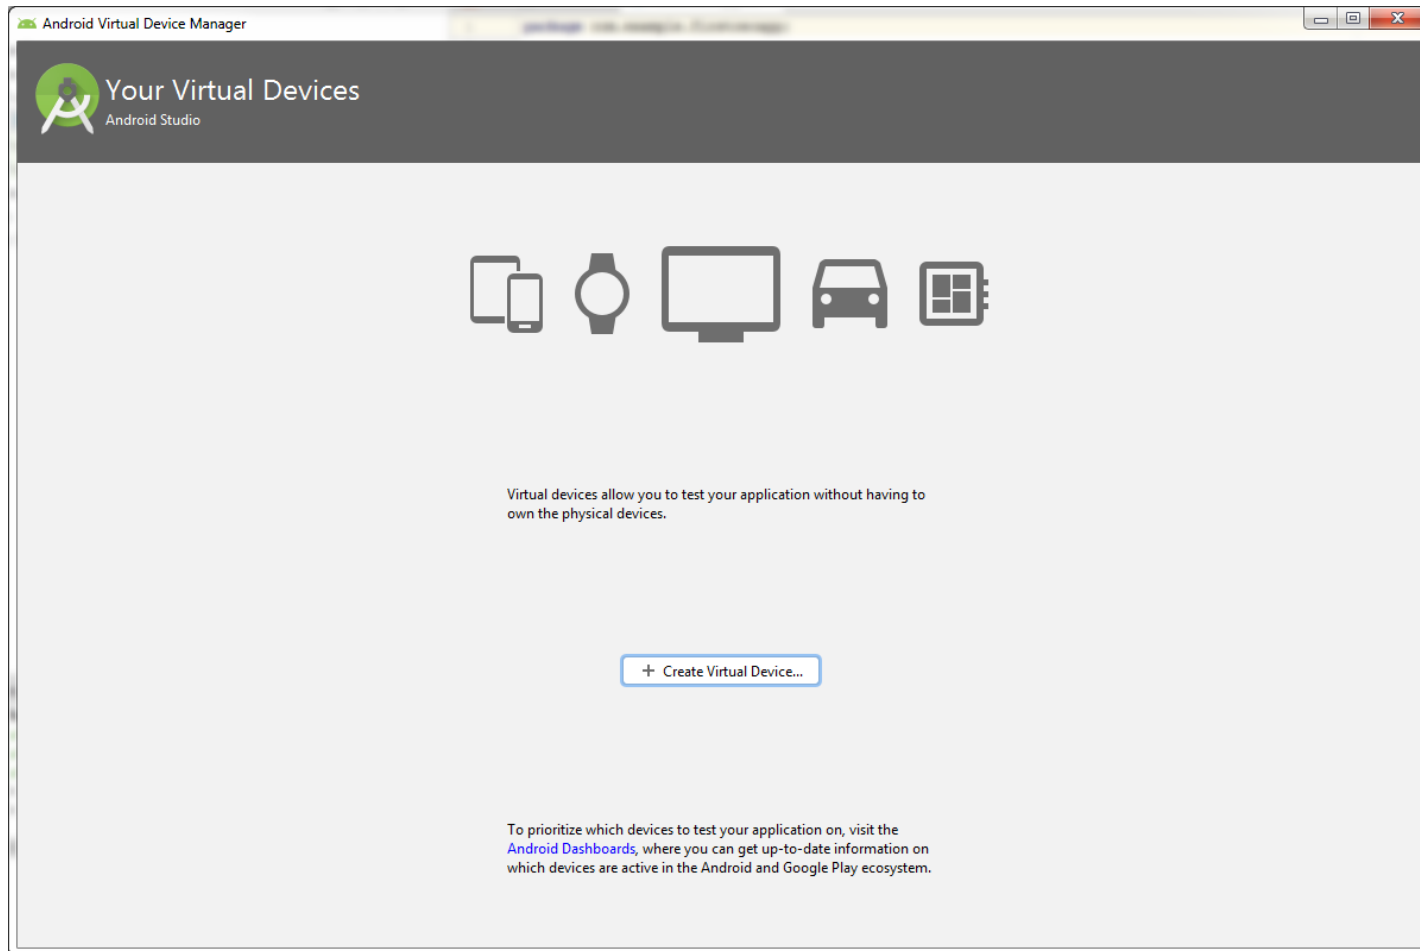 Android Virtual Device Manager
Your Virtual Devices
Android Studio
Virtual devices allow you to test your application without having to
own the physical devices.
+ Create Virtual Device...
To prioritize which devices to test your application on, visit the
Android Dashboards, where you can get up-to-date information on
which devices are active in the Android and Google Play ecosystem.